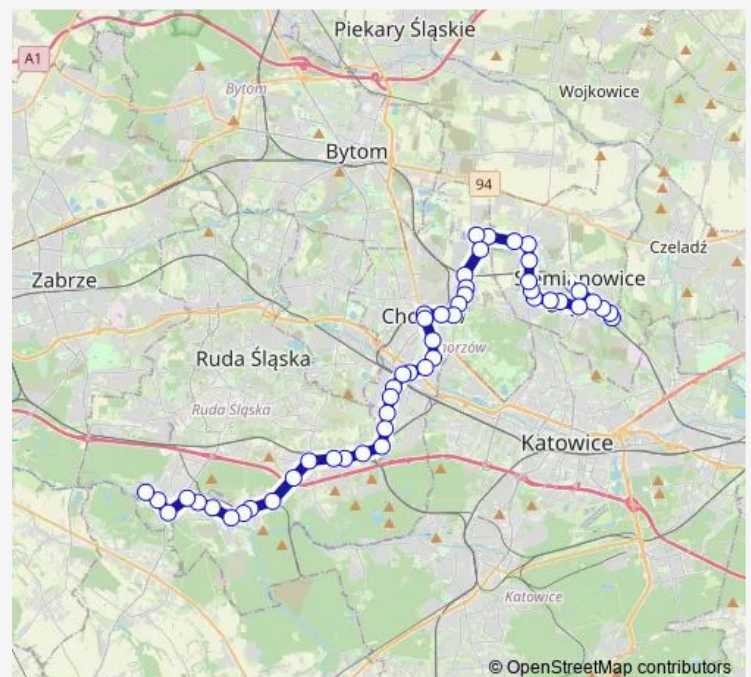 Piekary Śląskie
A1
Bytom
Wojkowice
Bytom
94
Czeladź
Zabrze
Ruda Śląska
Ruda Śląska
Katowice
Katowice
© OpenStreetMap contributors